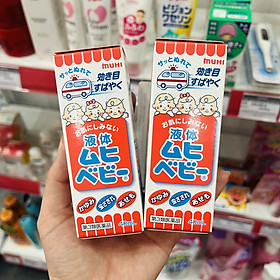 muHI
サッとぬれて
効き目
すばやく
お肌にしみない
液体
ムヒ
ベビー
かゆみ
虫さされ
あせも
第3類医薬品
muHI
サッとぬれて
効き目
すばやく
お肌にしみない
液体
ムヒ
ベビー
かゆみ
虫さされ
あせも
第3類医薬品